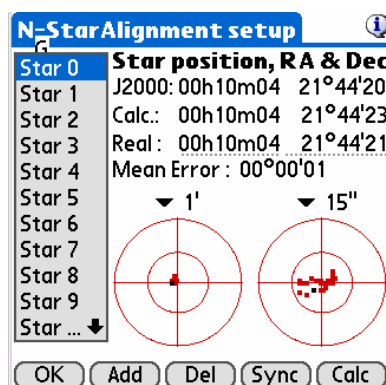 N-StarAlignment setup
G
Star 0
Star 1
Star 2
Star 3
Star 4
Star 5
Star 6
Star 7
Star 8
Star 9
Star ...
Star position, RA & Dec
J2000: 00h10m04 21°44'20
Calc.: 00h10m04 21°44'23
Real : 00h10m04 21°44'21
Mean Error : 00°00'01
1' 15"
OK Add Del Sync Calc